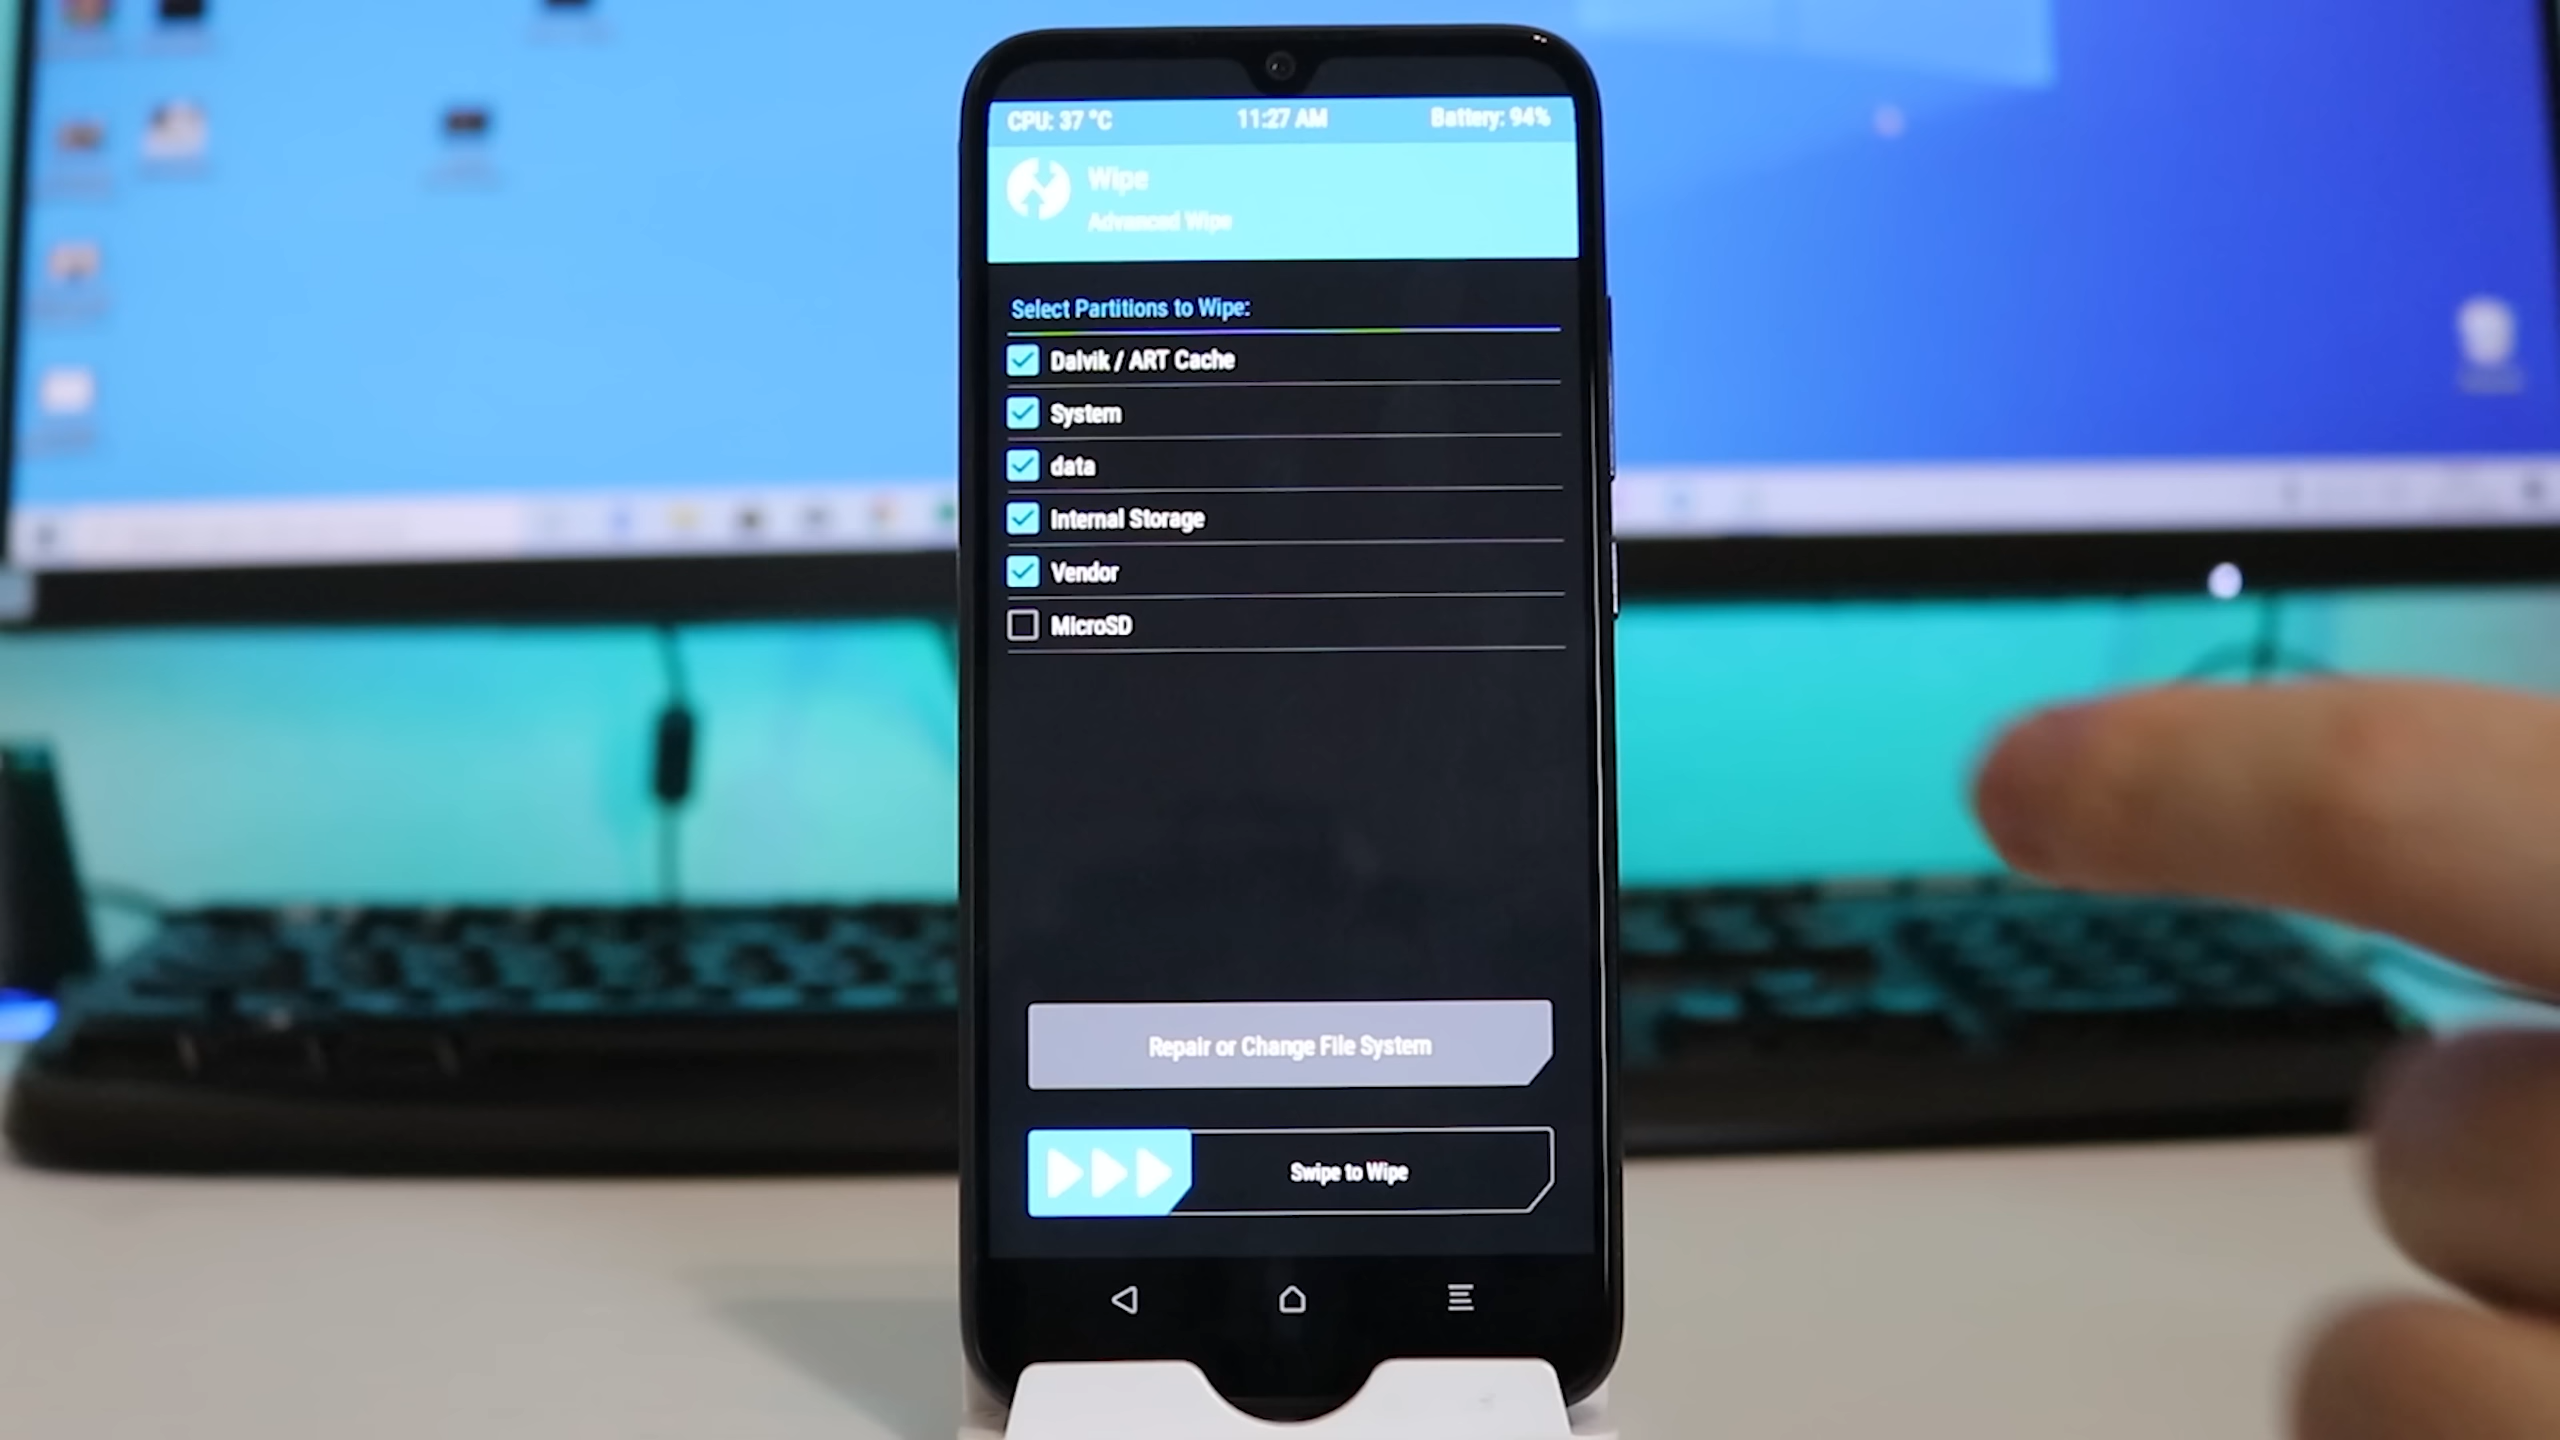 CPU: 37 °C 11:27 AM Battery: 94%
Wipe
Advanced Wipe
Select Partitions to Wipe:
Dalvik / ART Cache
System
data
Internal Storage
Vendor
MicroSD
Repair or Change File System
Swipe to Wipe